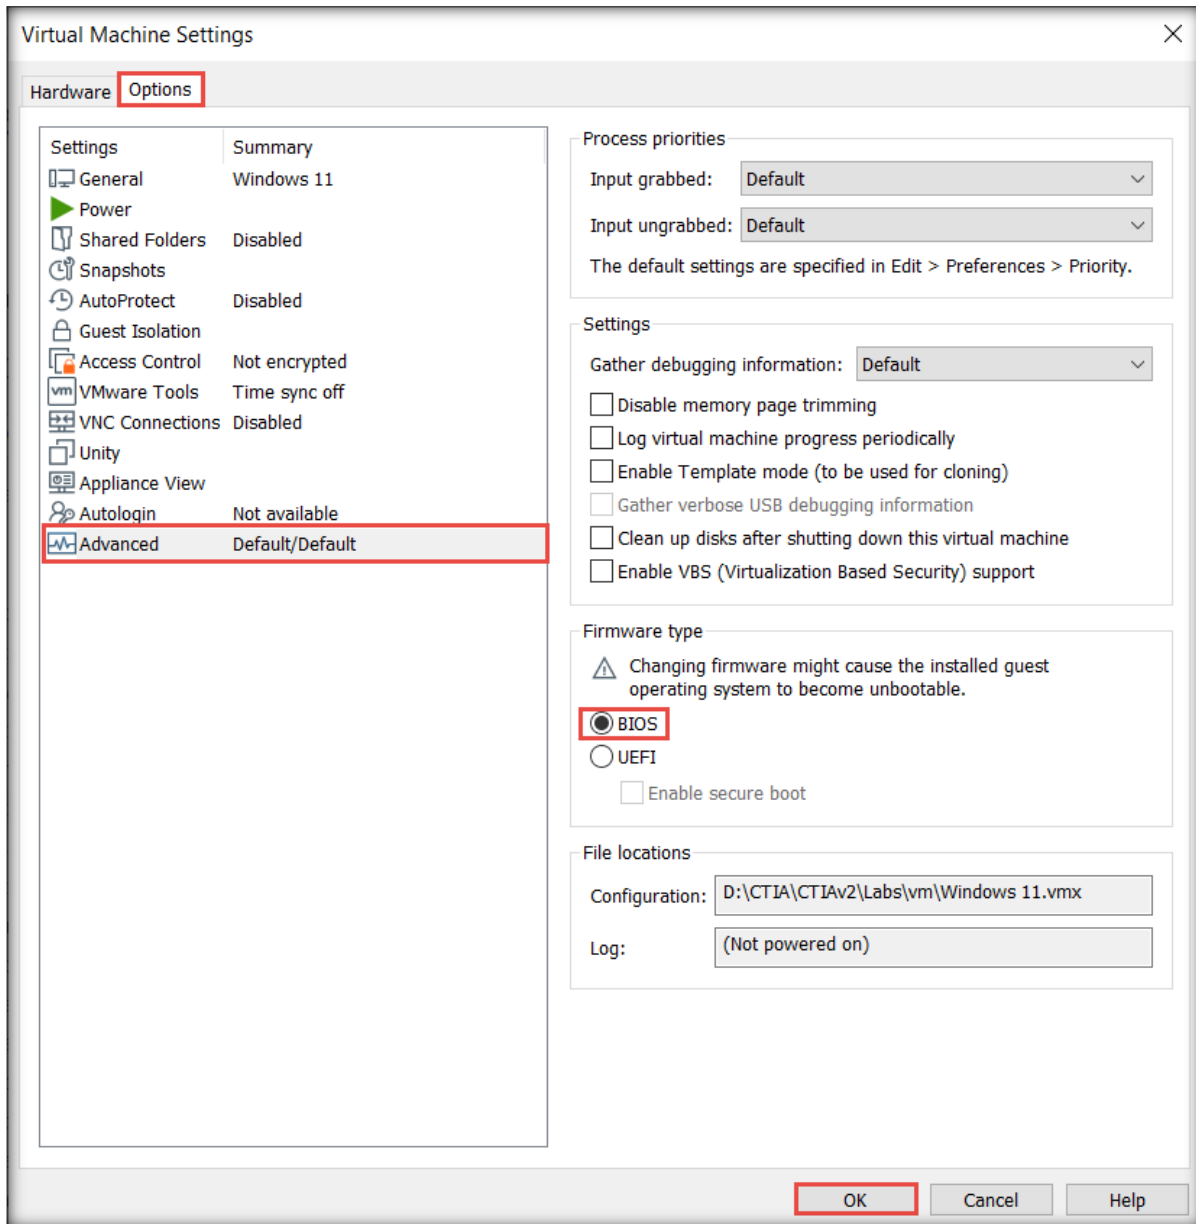 Virtual Machine Settings
Hardware
Options
Settings Summary
General Windows 11
Power
Shared Folders Disabled
Snapshots
AutoProtect Disabled
Guest Isolation
Access Control Not encrypted
vm VMware Tools Time sync off
VNC Connections Disabled
Unity
Appliance View
Autologin Not available
Advanced Default/Default
Process priorities
Input grabbed: Default
Input ungrabbed: Default
The default settings are specified in Edit > Preferences > Priority.
Settings
Gather debugging information: Default
Disable memory page trimming
Log virtual machine progress periodically
Enable Template mode (to be used for cloning)
Gather verbose USB debugging information
Clean up disks after shutting down this virtual machine
Enable VBS (Virtualization Based Security) support
Firmware type
Changing firmware might cause the installed guest
operating system to become unbootable.
BIOS
UEFI
Enable secure boot
File locations
Configuration: D:\CTIA\CTIAv2\Labs\vm\Windows 11.vmx
Log: (Not powered on)
OK Cancel Help